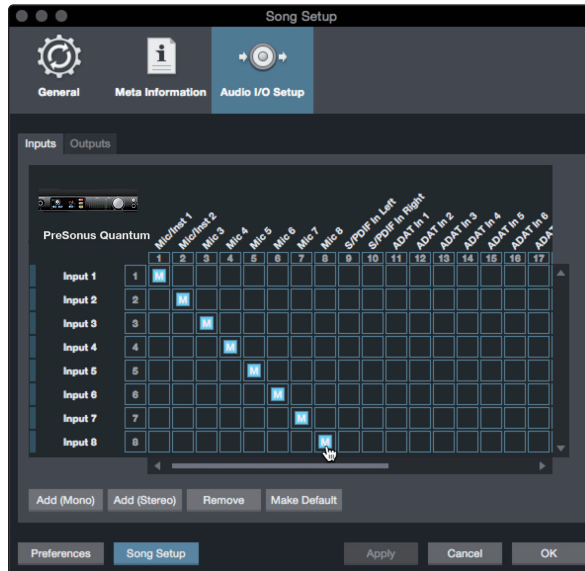 Song Setup
General
Meta Information
Audio I/O Setup
Inputs
Outputs
PreSonus Quantum
Mic/Inst 1
Mic/Inst 2
Mic 3
Mic 4
Mic 5
Mic 6
Mic 7
Mic 8
S/PDIF In Left
S/PDIF In Right
ADAT In 1
ADAT In 2
ADAT In 3
ADAT In 4
ADAT In 5
ADAT In 6
ADAT
1 2 3 4 5 6 7 8 9 10 11 12 13 14 15 16 17
Input 1 1 M
Input 2 2 M
Input 3 3 M
Input 4 4 M
Input 5 5 M
Input 6 6 M
Input 7 7 M
Input 8 8 M
Add (Mono) Add (Stereo) Remove Make Default
Preferences Song Setup Apply Cancel OK